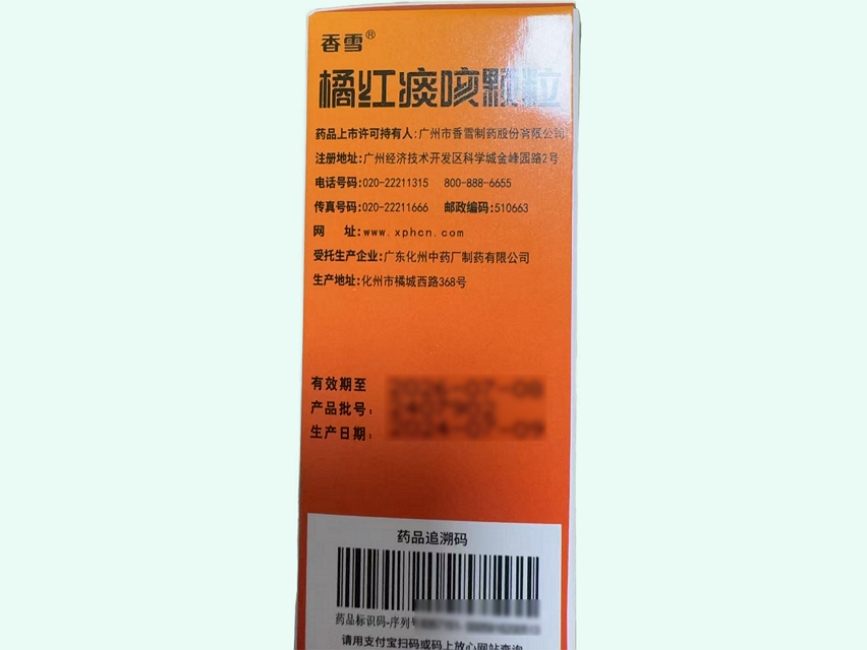 香雪®
橘红痰咳颗粒
药品上市许可持有人:广州市香雪制药股份有限公司
注册地址:广州经济技术开发区科学城金峰园路2号
电话号码:020-22211315 800-888-6655
传真号码:020-22211666 邮政编码:510663
网 址:www.xphcn.com
受托生产企业:广东化州中药厂制药有限公司
生产地址:化州市橘城西路368号
有效期至
产品批号:
生产日期:
药品追溯码
药品标识码-序列号
请用支付宝扫码或码上放心网站查询